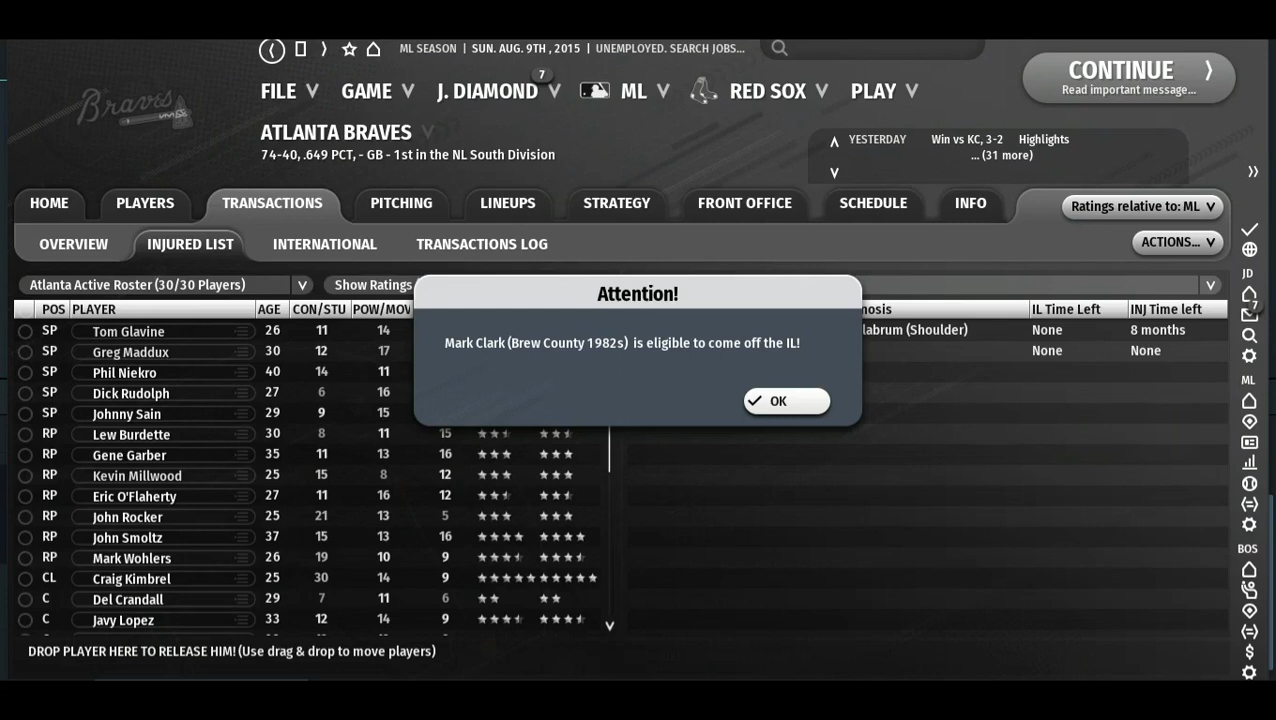 ML SEASON | SUN. AUG. 9TH , 2015 | UNEMPLOYED. SEARCH JOBS...
7
FILE GAME J. DIAMOND ML RED SOX PLAY
CONTINUE
Read important message...
Braves
ATLANTA BRAVES
74-40, .649 PCT, - GB - 1st in the NL South Division
YESTERDAY Win vs KC, 3-2 Highlights
... (31 more)
HOME PLAYERS TRANSACTIONS PITCHING LINEUPS STRATEGY FRONT OFFICE SCHEDULE INFO Ratings relative to: ML
OVERVIEW INJURED LIST INTERNATIONAL TRANSACTIONS LOG ACTIONS...
Atlanta Active Roster (30/30 Players) Show Ratings
POS PLAYER AGE CON/STU POW/MOV nosis IL Time Left INJ Time left
SP Tom Glavine 26 11 14 labrum (Shoulder) None 8 months
SP Greg Maddux 30 12 17 None None
SP Phil Niekro 40 14 11
SP Dick Rudolph 27 6 16
SP Johnny Sain 29 9 15
RP Lew Burdette 30 8 11 15
RP Gene Garber 35 11 13 16
RP Kevin Millwood 25 15 8 12
RP Eric O'Flaherty 27 11 16 12
RP John Rocker 25 21 13 5
RP John Smoltz 37 15 13 16
RP Mark Wohlers 26 19 10 9
CL Craig Kimbrel 25 30 14 9
C Del Crandall 29 7 11 6
C Javy Lopez 33 12 14 9
DROP PLAYER HERE TO RELEASE HIM! (Use drag & drop to move players)
Attention!
Mark Clark (Brew County 1982s) is eligible to come off the IL!
OK
JD
7
ML
BOS